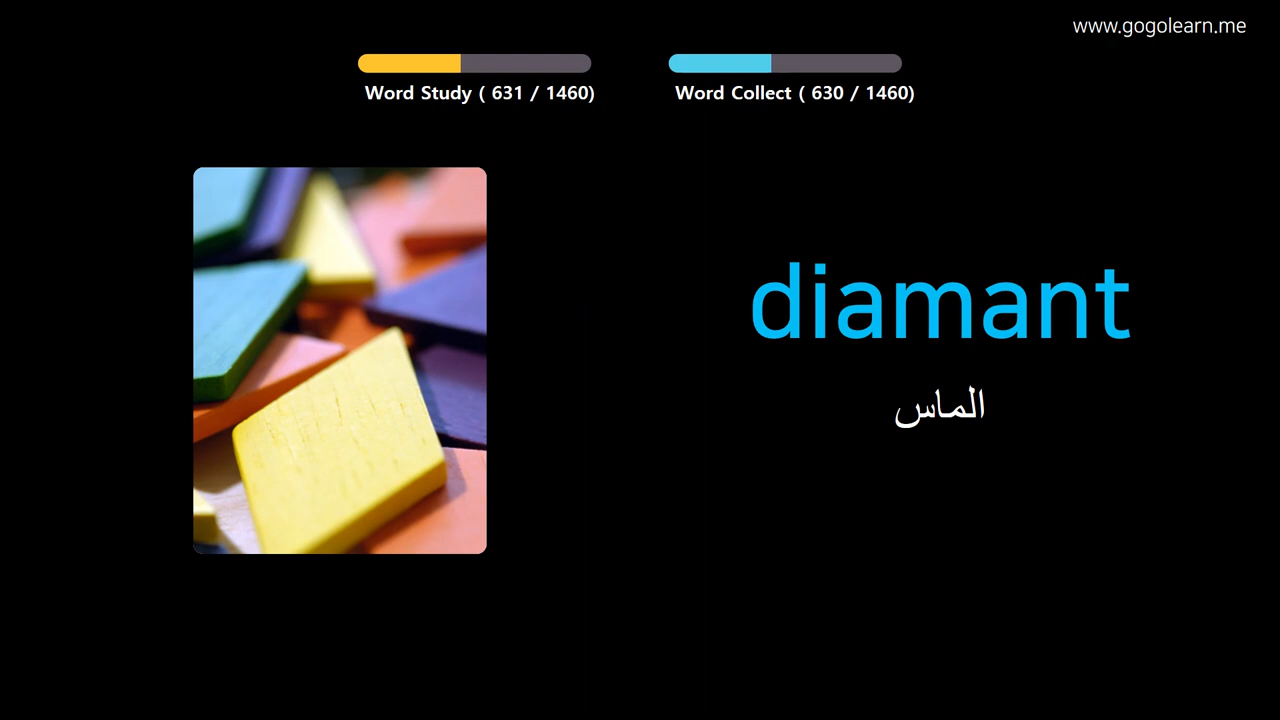 www.gogolearn.me
Word Study ( 631 / 1460)
Word Collect ( 630 / 1460)
diamant
الماس